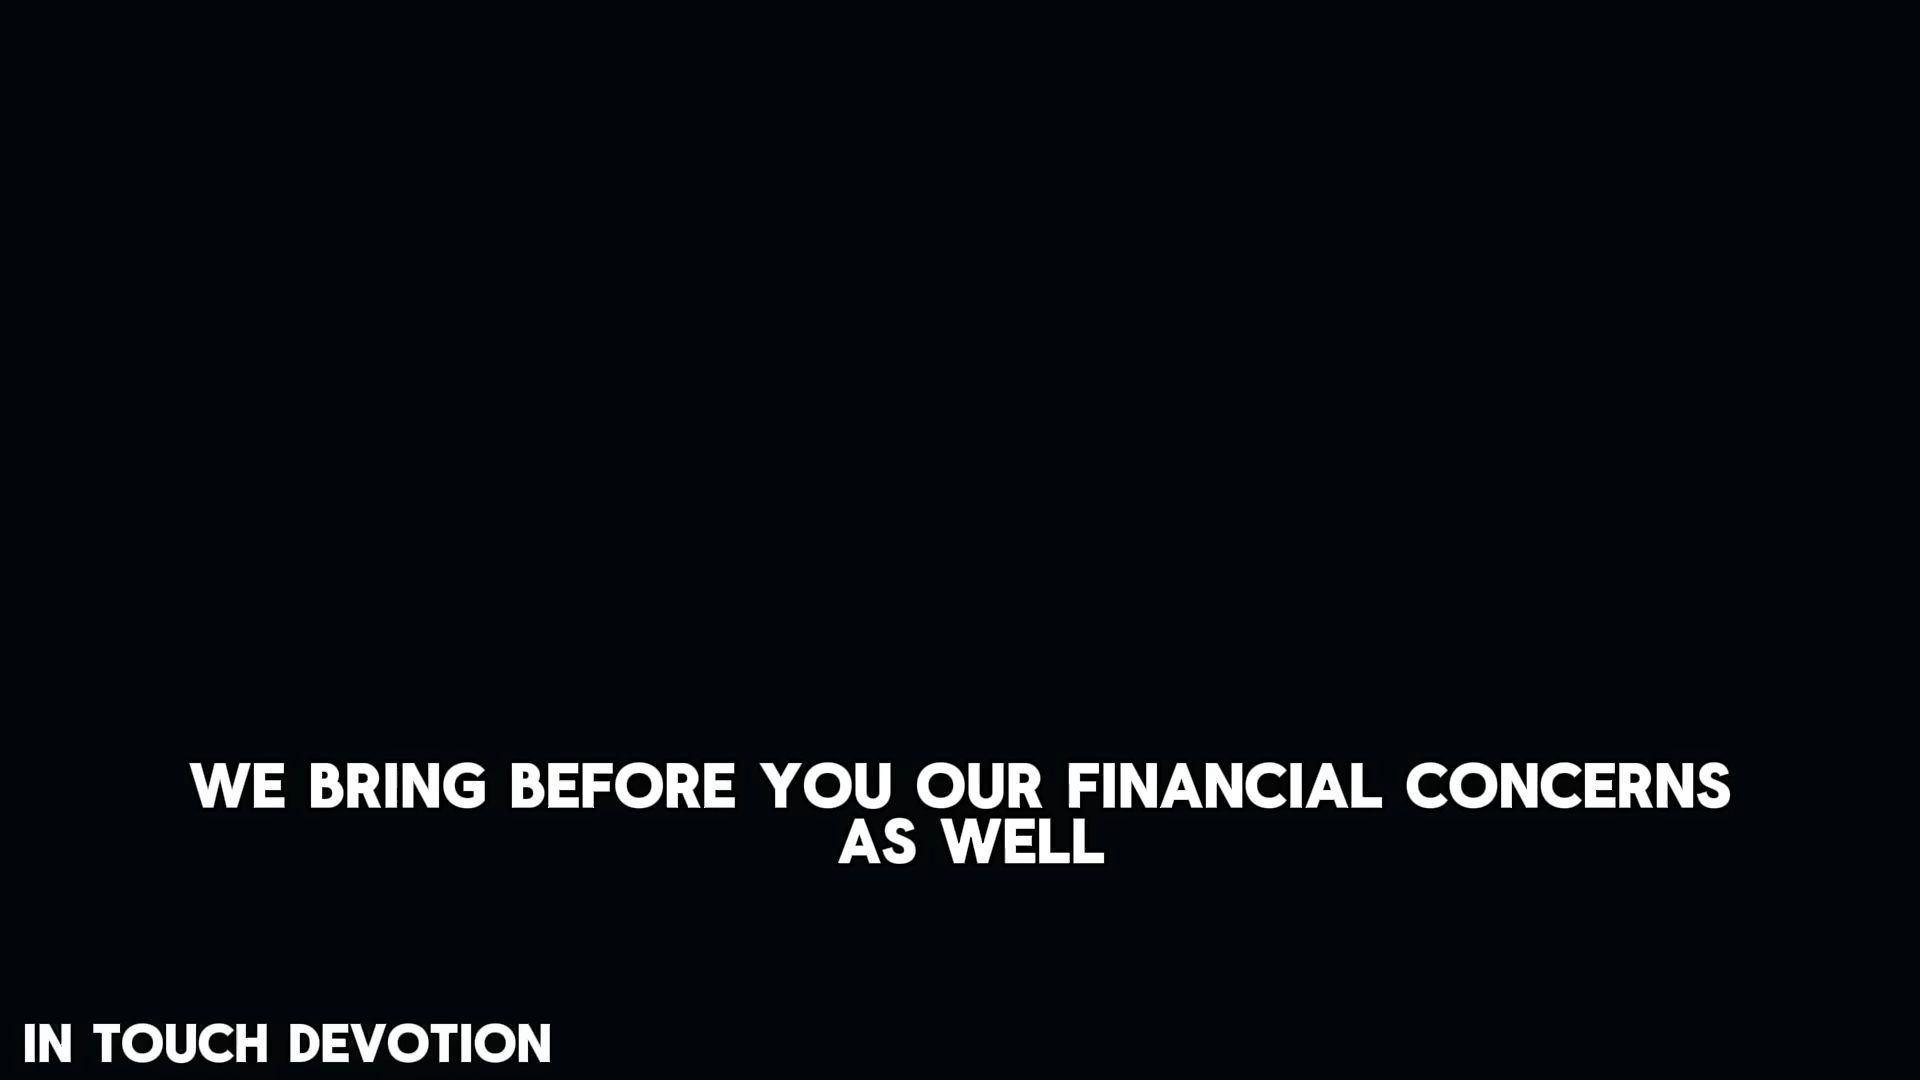 WE BRING BEFORE YOU OUR FINANCIAL CONCERNS
AS WELL
IN TOUCH DEVOTION